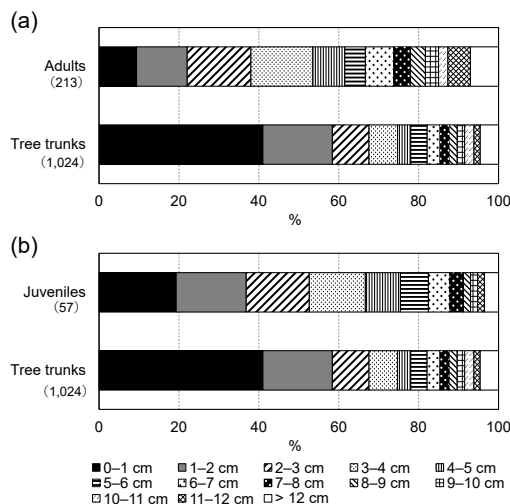 (a)
Adults
(213)
Tree trunks
(1,024)
0 20 40 60 80 100
%
(b)
Juveniles
(57)
Tree trunks
(1,024)
0 20 40 60 80 100
%
0–1 cm 1–2 cm 2–3 cm 3–4 cm 4–5 cm
5–6 cm 6–7 cm 7–8 cm 8–9 cm 9–10 cm
10–11 cm 11–12 cm > 12 cm